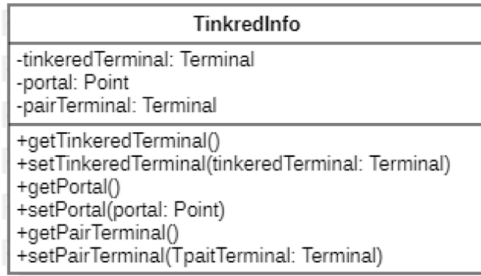 TinkredInfo
-tinkeredTerminal: Terminal
-portal: Point
-pairTerminal: Terminal
+getTinkeredTerminal()
+setTinkeredTerminal(tinkeredTerminal: Terminal)
+getPortal()
+setPortal(portal: Point)
+getPairTerminal()
+setPairTerminal(TpaitTerminal: Terminal)